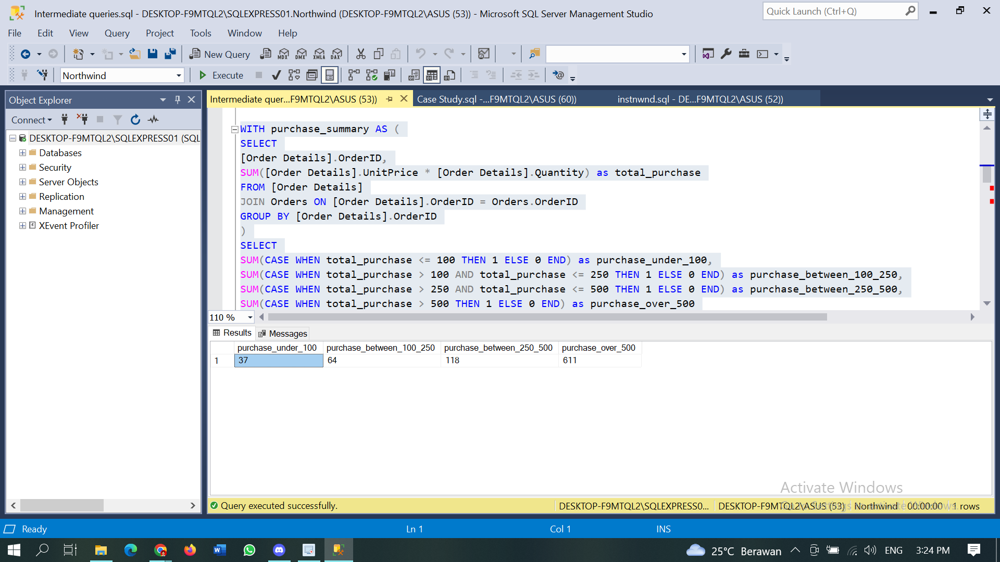 Intermediate queries.sql - DESKTOP-F9MTQL2\SQLEXPRESS01.Northwind (DESKTOP-F9MTQL2\ASUS (53)) - Microsoft SQL Server Management Studio
Quick Launch (Ctrl+Q)
File Edit View Query Project Tools Window Help
New Query MDX DMX XMLA DAX
Northwind Execute
Object Explorer
Intermediate quer...F9MTQL2\ASUS (53)) Case Study.sql -...F9MTQL2\ASUS (60)) instnwnd.sql - DE...F9MTQL2\ASUS (52))
Connect
DESKTOP-F9MTQL2\SQLEXPRESS01 (SQL
Databases
Security
Server Objects
Replication
Management
XEvent Profiler
WITH purchase_summary AS (
SELECT
[Order Details].OrderID,
SUM([Order Details].UnitPrice * [Order Details].Quantity) as total_purchase
FROM [Order Details]
JOIN Orders ON [Order Details].OrderID = Orders.OrderID
GROUP BY [Order Details].OrderID
)
SELECT
SUM(CASE WHEN total_purchase <= 100 THEN 1 ELSE 0 END) as purchase_under_100,
SUM(CASE WHEN total_purchase > 100 AND total_purchase <= 250 THEN 1 ELSE 0 END) as purchase_between_100_250,
SUM(CASE WHEN total_purchase > 250 AND total_purchase <= 500 THEN 1 ELSE 0 END) as purchase_between_250_500,
SUM(CASE WHEN total_purchase > 500 THEN 1 ELSE 0 END) as purchase_over_500
110 %
Results Messages
purchase_under_100 purchase_between_100_250 purchase_between_250_500 purchase_over_500
1 37 64 118 611
Activate Windows
Go to Settings to activate Windows.
Query executed successfully. DESKTOP-F9MTQL2\SQLEXPRESS0... DESKTOP-F9MTQL2\ASUS (53) Northwind 00:00:00 1 rows
Ready Ln 1 Col 1 INS
25°C Berawan ENG 3:24 PM